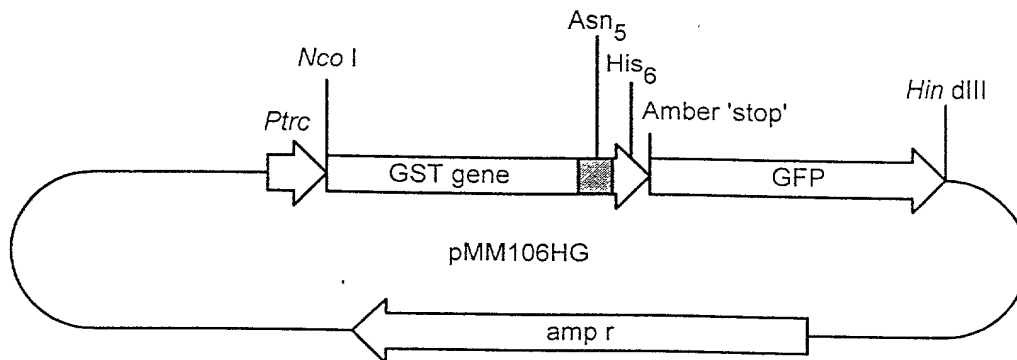 Asn5
Nco I
His6
Hin dIII
Ptrc
Amber 'stop'
GST gene
GFP
pMM106HG
amp r